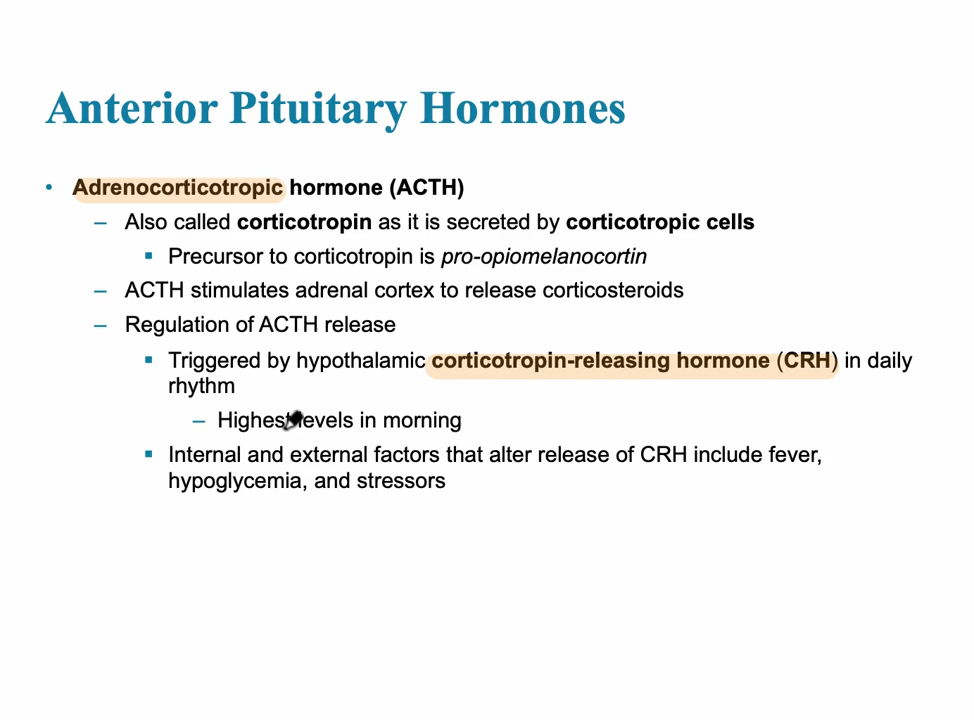 Anterior Pituitary Hormones
• Adrenocorticotropic hormone (ACTH)
– Also called corticotropin as it is secreted by corticotropic cells
▪ Precursor to corticotropin is pro-opiomelanocortin
– ACTH stimulates adrenal cortex to release corticosteroids
– Regulation of ACTH release
▪ Triggered by hypothalamic corticotropin-releasing hormone (CRH) in daily
rhythm
– Highest levels in morning
▪ Internal and external factors that alter release of CRH include fever,
hypoglycemia, and stressors